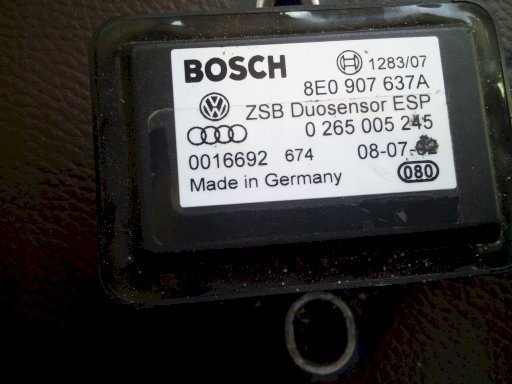 BOSCH 1283/07
8E0 907 637A
ZSB Duosensor ESP
0 265 005 245
0016692 674 08-07-
Made in Germany 080